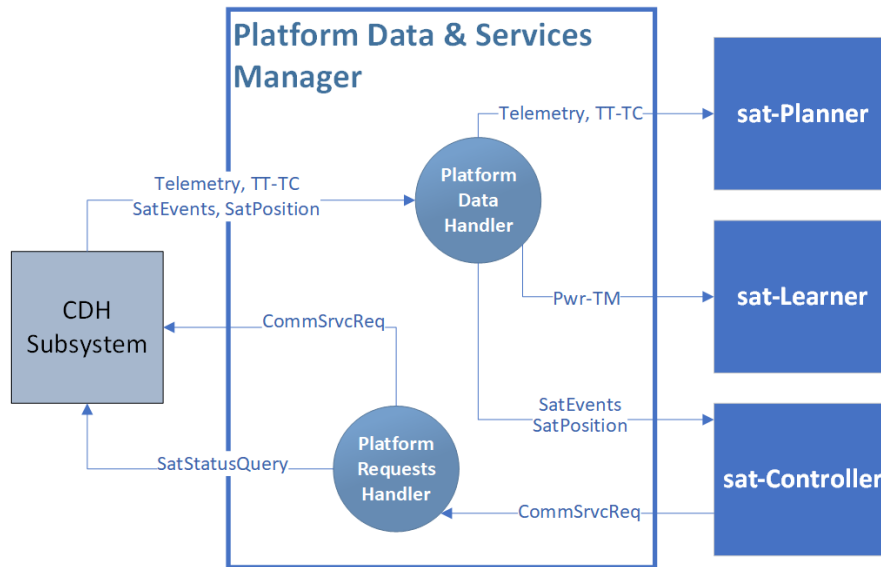 Platform Data & Services
Manager
Telemetry, TT-TC
sat-Planner
Platform
Data
Handler
Telemetry, TT-TC
SatEvents, SatPosition
CDH
Subsystem
Pwr-TM
sat-Learner
CommSrvcReq
SatEvents
SatPosition
Platform
Requests
Handler
SatStatusQuery
sat-Controller
CommSrvcReq